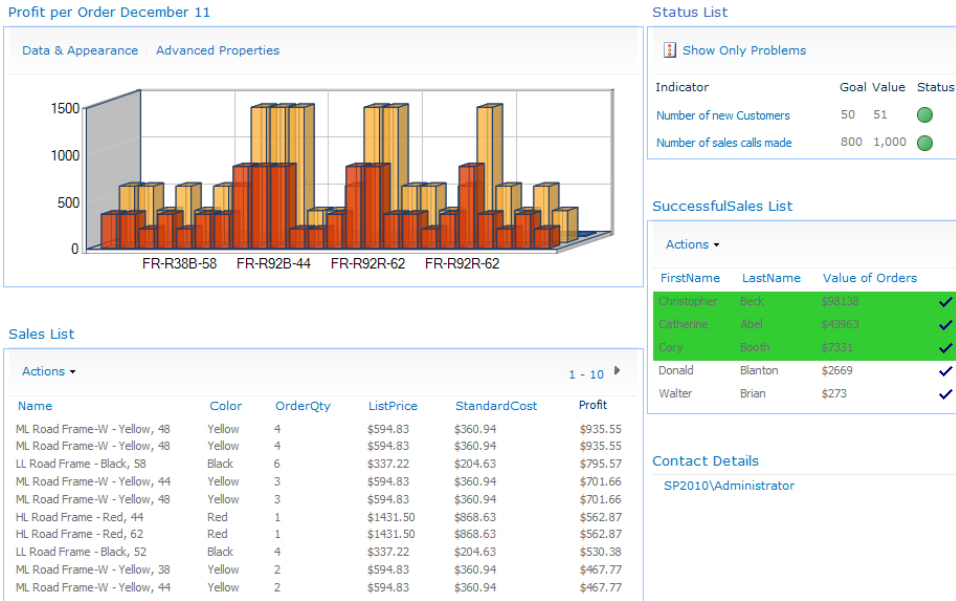 Profit per Order December 11
Data & Appearance Advanced Properties
1500
1000
500
0
FR-R38B-58 FR-R92B-44 FR-R92R-62 FR-R92R-62
Sales List
Actions
1 - 10
Name Color OrderQty ListPrice StandardCost Profit
ML Road Frame-W - Yellow, 48 Yellow 4 $594.83 $360.94 $935.55
ML Road Frame-W - Yellow, 48 Yellow 4 $594.83 $360.94 $935.55
LL Road Frame - Black, 58 Black 6 $337.22 $204.63 $795.57
ML Road Frame-W - Yellow, 44 Yellow 3 $594.83 $360.94 $701.66
ML Road Frame-W - Yellow, 48 Yellow 3 $594.83 $360.94 $701.66
HL Road Frame - Red, 44 Red 1 $1431.50 $868.63 $562.87
HL Road Frame - Red, 62 Red 1 $1431.50 $868.63 $562.87
LL Road Frame - Black, 52 Black 4 $337.22 $204.63 $530.38
ML Road Frame-W - Yellow, 38 Yellow 2 $594.83 $360.94 $467.77
ML Road Frame-W - Yellow, 44 Yellow 2 $594.83 $360.94 $467.77
Status List
Show Only Problems
Indicator Goal Value Status
Number of new Customers 50 51
Number of sales calls made 800 1,000
SuccessfulSales List
Actions
FirstName LastName Value of Orders
Christopher Beck $98138
Catherine Abel $43963
Cory Booth $7331
Donald Blanton $2669
Walter Brian $273
Contact Details
SP2010\Administrator